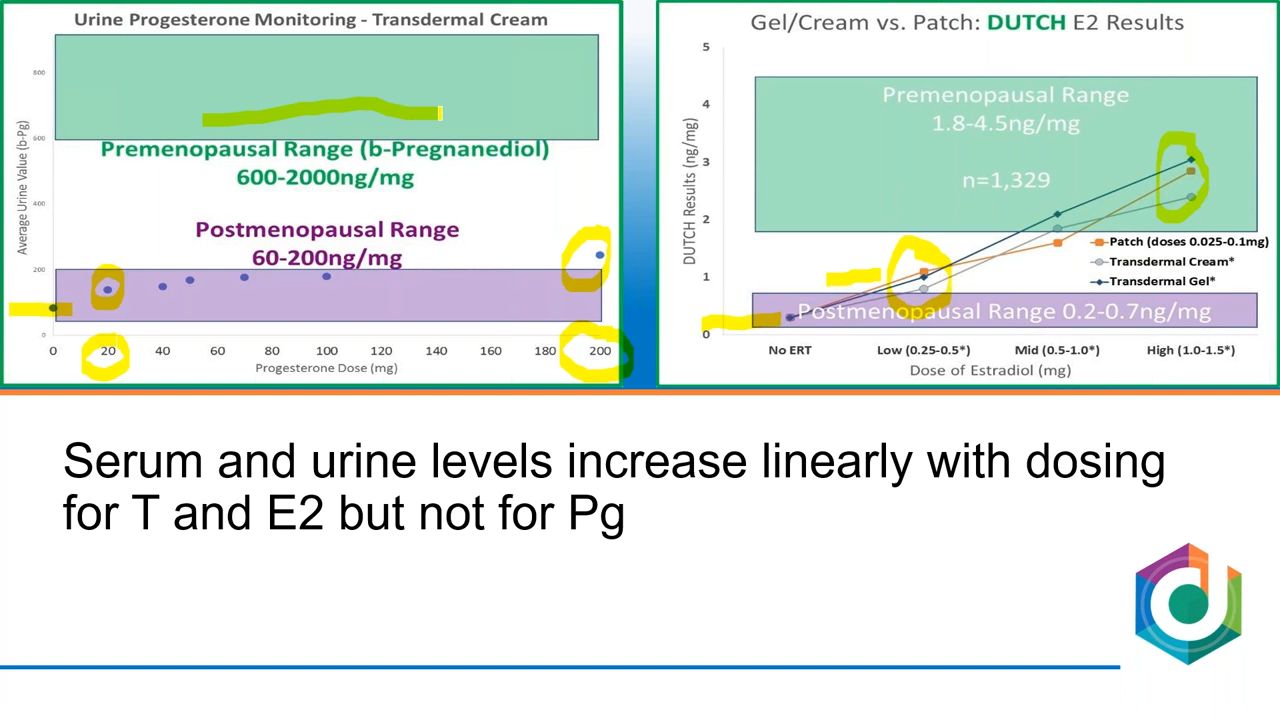 Urine Progesterone Monitoring - Transdermal Cream
Average Urine Value (b-Pg)
800
600
400
200
0
Premenopausal Range (b-Pregnanediol)
600-2000ng/mg
Postmenopausal Range
60-200ng/mg
0 20 40 60 80 100 120 140 160 180 200
Progesterone Dose (mg)
Gel/Cream vs. Patch: DUTCH E2 Results
DUTCH Results (ng/mg)
5
4
3
2
1
0
Premenopausal Range
1.8-4.5ng/mg
n=1,329
Patch (doses 0.025-0.1mg)
Transdermal Cream*
Transdermal Gel*
Postmenopausal Range 0.2-0.7ng/mg
No ERT Low (0.25-0.5*) Mid (0.5-1.0*) High (1.0-1.5*)
Dose of Estradiol (mg)
Serum and urine levels increase linearly with dosing
for T and E2 but not for Pg